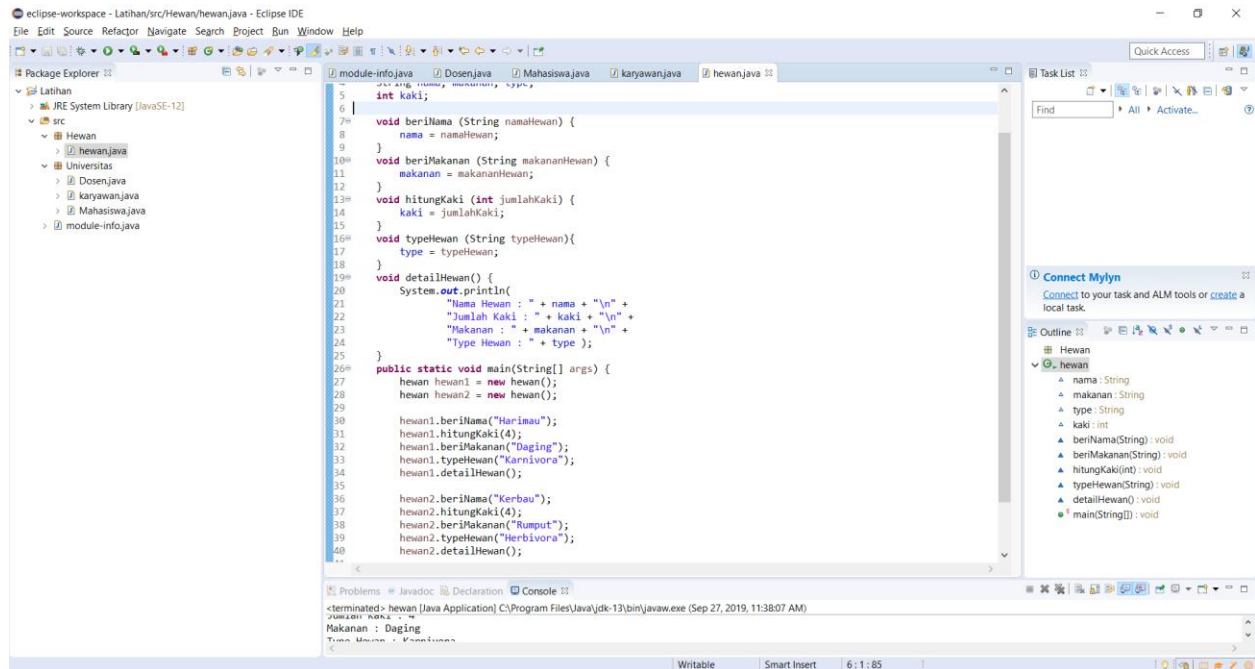 eclipse-workspace - Latihan/src/Hewan/hewan.java - Eclipse IDE
File Edit Source Refactor Navigate Search Project Run Window Help
Quick Access
Package Explorer
Latihan
JRE System Library [JavaSE-12]
src
Hewan
hewan.java
Universitas
Dosen.java
karyawan.java
Mahasiswa.java
module-info.java
module-info.java Dosen.java Mahasiswa.java karyawan.java hewan.java
4 String nama, makanan, type;
5 int kaki;
6
7 void beriNama (String namaHewan) {
8 nama = namaHewan;
9 }
10 void beriMakanan (String makananHewan) {
11 makanan = makananHewan;
12 }
13 void hitungKaki (int jumlahKaki) {
14 kaki = jumlahKaki;
15 }
16 void typeHewan (String typeHewan){
17 type = typeHewan;
18 }
19 void detailHewan() {
20 System.out.println(
21 "Nama Hewan : " + nama + "\n" +
22 "Jumlah Kaki : " + kaki + "\n" +
23 "Makanan : " + makanan + "\n" +
24 "Type Hewan : " + type );
25 }
26 public static void main(String[] args) {
27 hewan hewan1 = new hewan();
28 hewan hewan2 = new hewan();
29
30 hewan1.beriNama("Harimau");
31 hewan1.hitungKaki(4);
32 hewan1.beriMakanan("Daging");
33 hewan1.typeHewan("Karnivora");
34 hewan1.detailHewan();
35
36 hewan2.beriNama("Kerbau");
37 hewan2.hitungKaki(4);
38 hewan2.beriMakanan("Rumput");
39 hewan2.typeHewan("Herbivora");
40 hewan2.detailHewan();
Task List
Find All Activate...
Connect Mylyn
Connect to your task and ALM tools or create a
local task.
Outline
Hewan
hewan
nama : String
makanan : String
type : String
kaki : int
beriNama(String) : void
beriMakanan(String) : void
hitungKaki(int) : void
typeHewan(String) : void
detailHewan() : void
main(String[]) : void
Problems Javadoc Declaration Console
<terminated> hewan [Java Application] C:\Program Files\Java\jdk-13\bin\javaw.exe (Sep 27, 2019, 11:38:07 AM)
Jumlah Kaki : 4
Makanan : Daging
Type Hewan : Karnivora
Writable Smart Insert 6 : 1 : 85